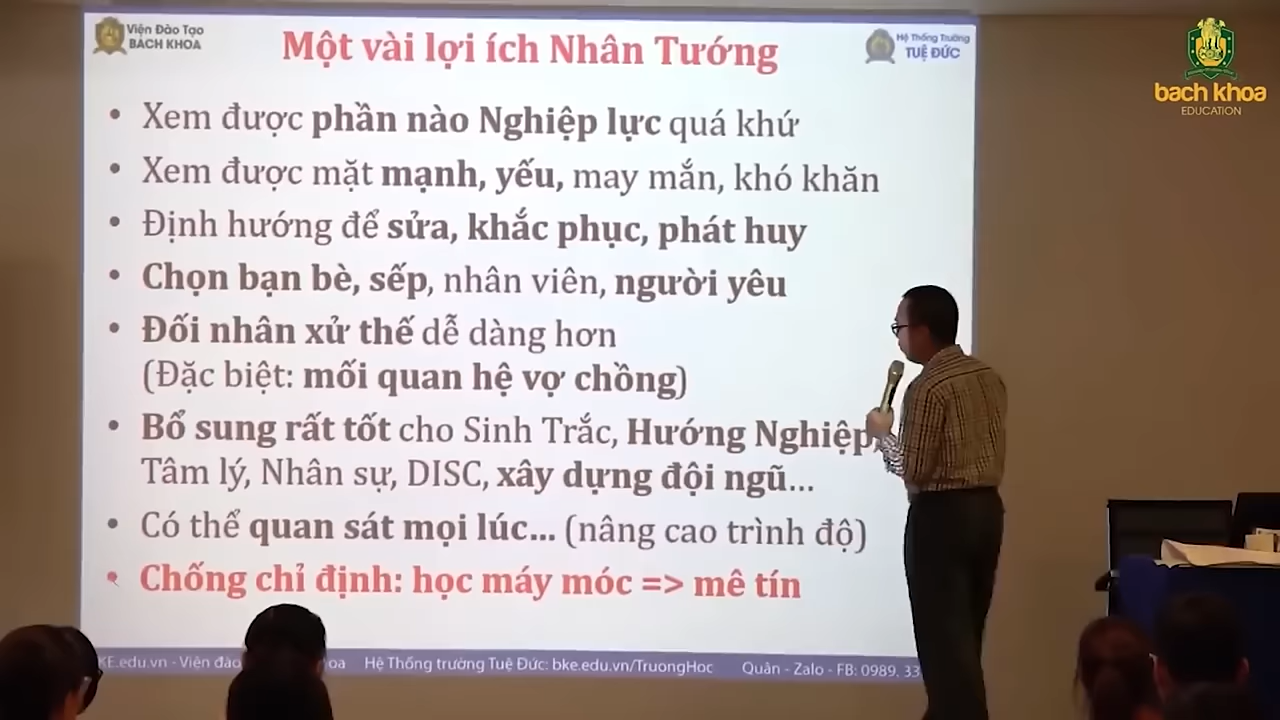 Viện Đào Tạo
BÁCH KHOA
Một vài lợi ích Nhân Tướng
Hệ Thống Trường
TUỆ ĐỨC
bach khoa
EDUCATION
• Xem được phần nào Nghiệp lực quá khứ
• Xem được mặt mạnh, yếu, may mắn, khó khăn
• Định hướng để sửa, khắc phục, phát huy
• Chọn bạn bè, sếp, nhân viên, người yêu
• Đối nhân xử thế dễ dàng hơn
(Đặc biệt: mối quan hệ vợ chồng)
• Bổ sung rất tốt cho Sinh Trắc, Hướng Nghiệp,
Tâm lý, Nhân sự, DISC, xây dựng đội ngũ...
• Có thể quan sát mọi lúc... (nâng cao trình độ)
• Chống chỉ định: học máy móc => mê tín
KE.edu.vn - Viện đào oa Hệ Thống trường Tuệ Đức: bke.edu.vn/TruongHoc Quân - Zalo - FB: 0989. 33